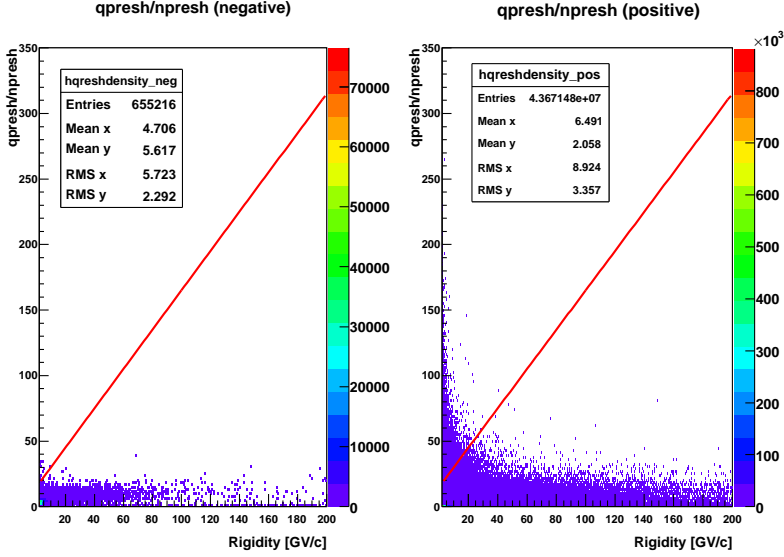 qpresh/npresh (negative)
qpresh/npresh
350
300
250
200
150
100
50
0
hqreshdensity_neg
Entries 655216
Mean x 4.706
Mean y 5.617
RMS x 5.723
RMS y 2.292
70000
60000
50000
40000
30000
20000
10000
0
20 40 60 80 100 120 140 160 180 200
Rigidity [GV/c]
qpresh/npresh (positive)
qpresh/npresh
350
300
250
200
150
100
50
0
hqreshdensity_pos
Entries 4.367148e+07
Mean x 6.491
Mean y 2.058
RMS x 8.924
RMS y 3.357
×10³
800
700
600
500
400
300
200
100
0
20 40 60 80 100 120 140 160 180 200
Rigidity [GV/c]